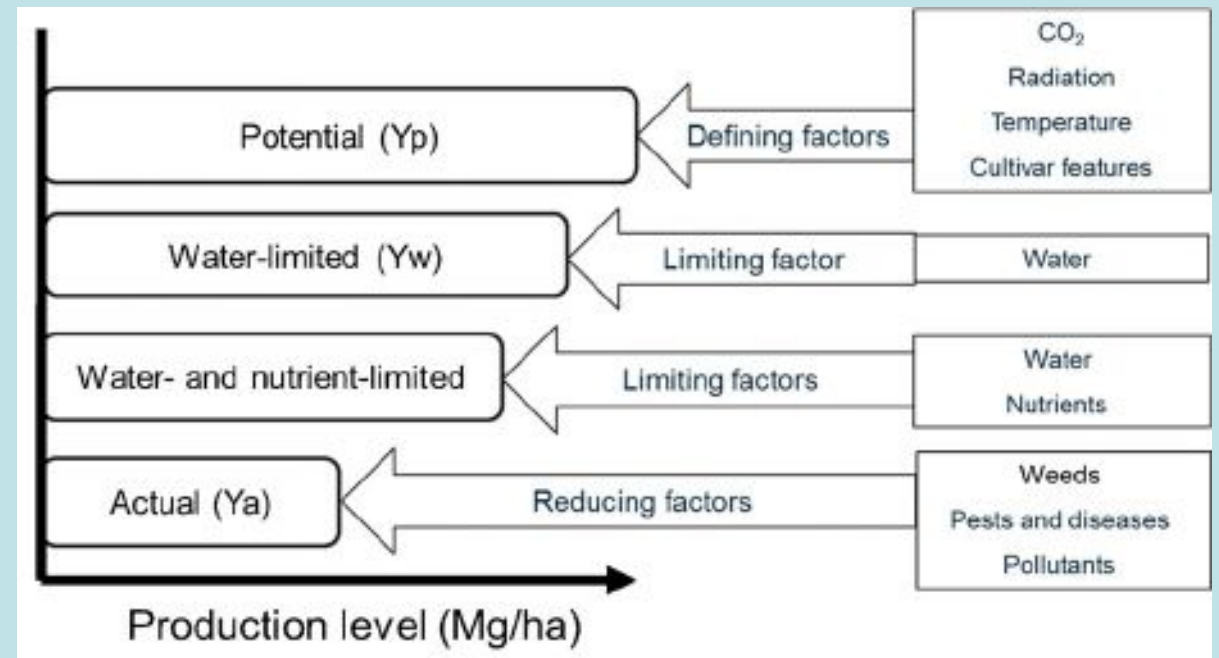 Potential (Yp)
Defining factors
CO₂
Radiation
Temperature
Cultivar features
Water-limited (Yw)
Limiting factor
Water
Water- and nutrient-limited
Limiting factors
Water
Nutrients
Actual (Ya)
Reducing factors
Weeds
Pests and diseases
Pollutants
Production level (Mg/ha)